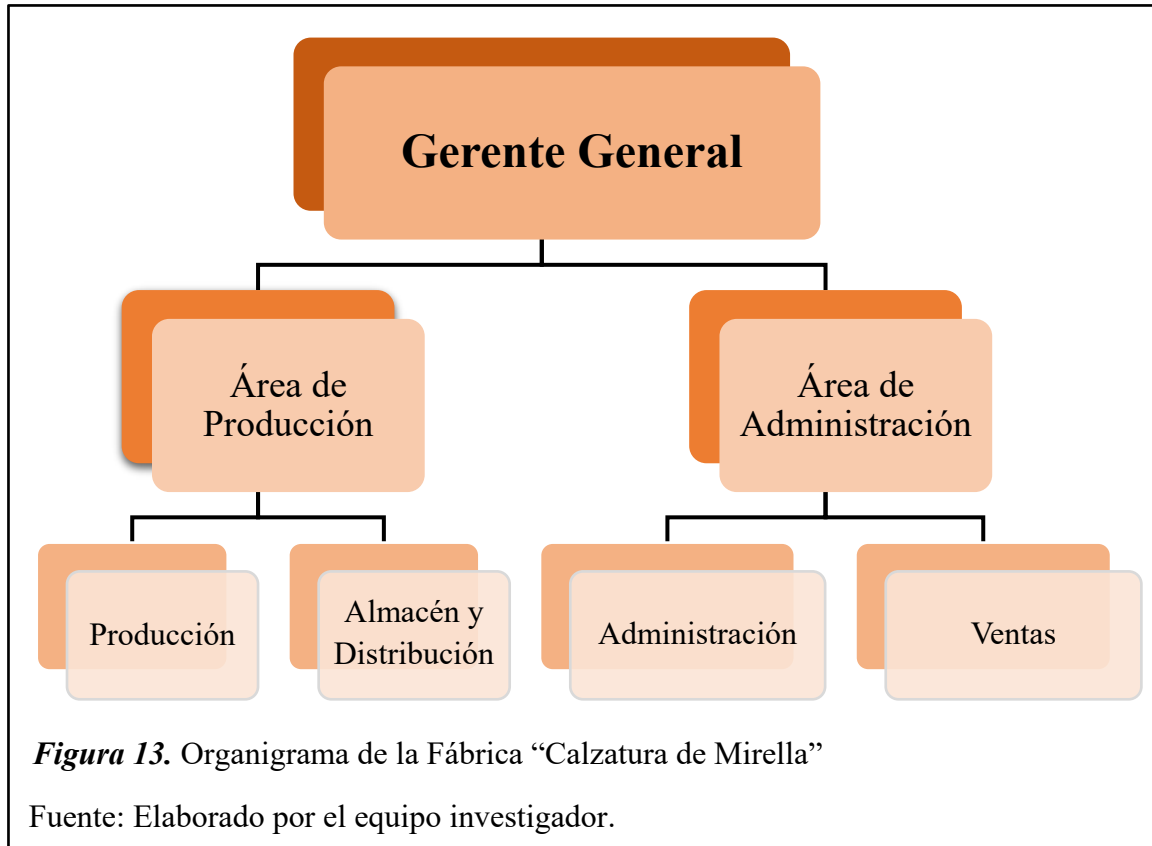 Gerente General
Área de
Producción
Área de
Administración
Producción
Almacén y
Distribución
Administración
Ventas
Figura 13. Organigrama de la Fábrica “Calzatura de Mirella”
Fuente: Elaborado por el equipo investigador.